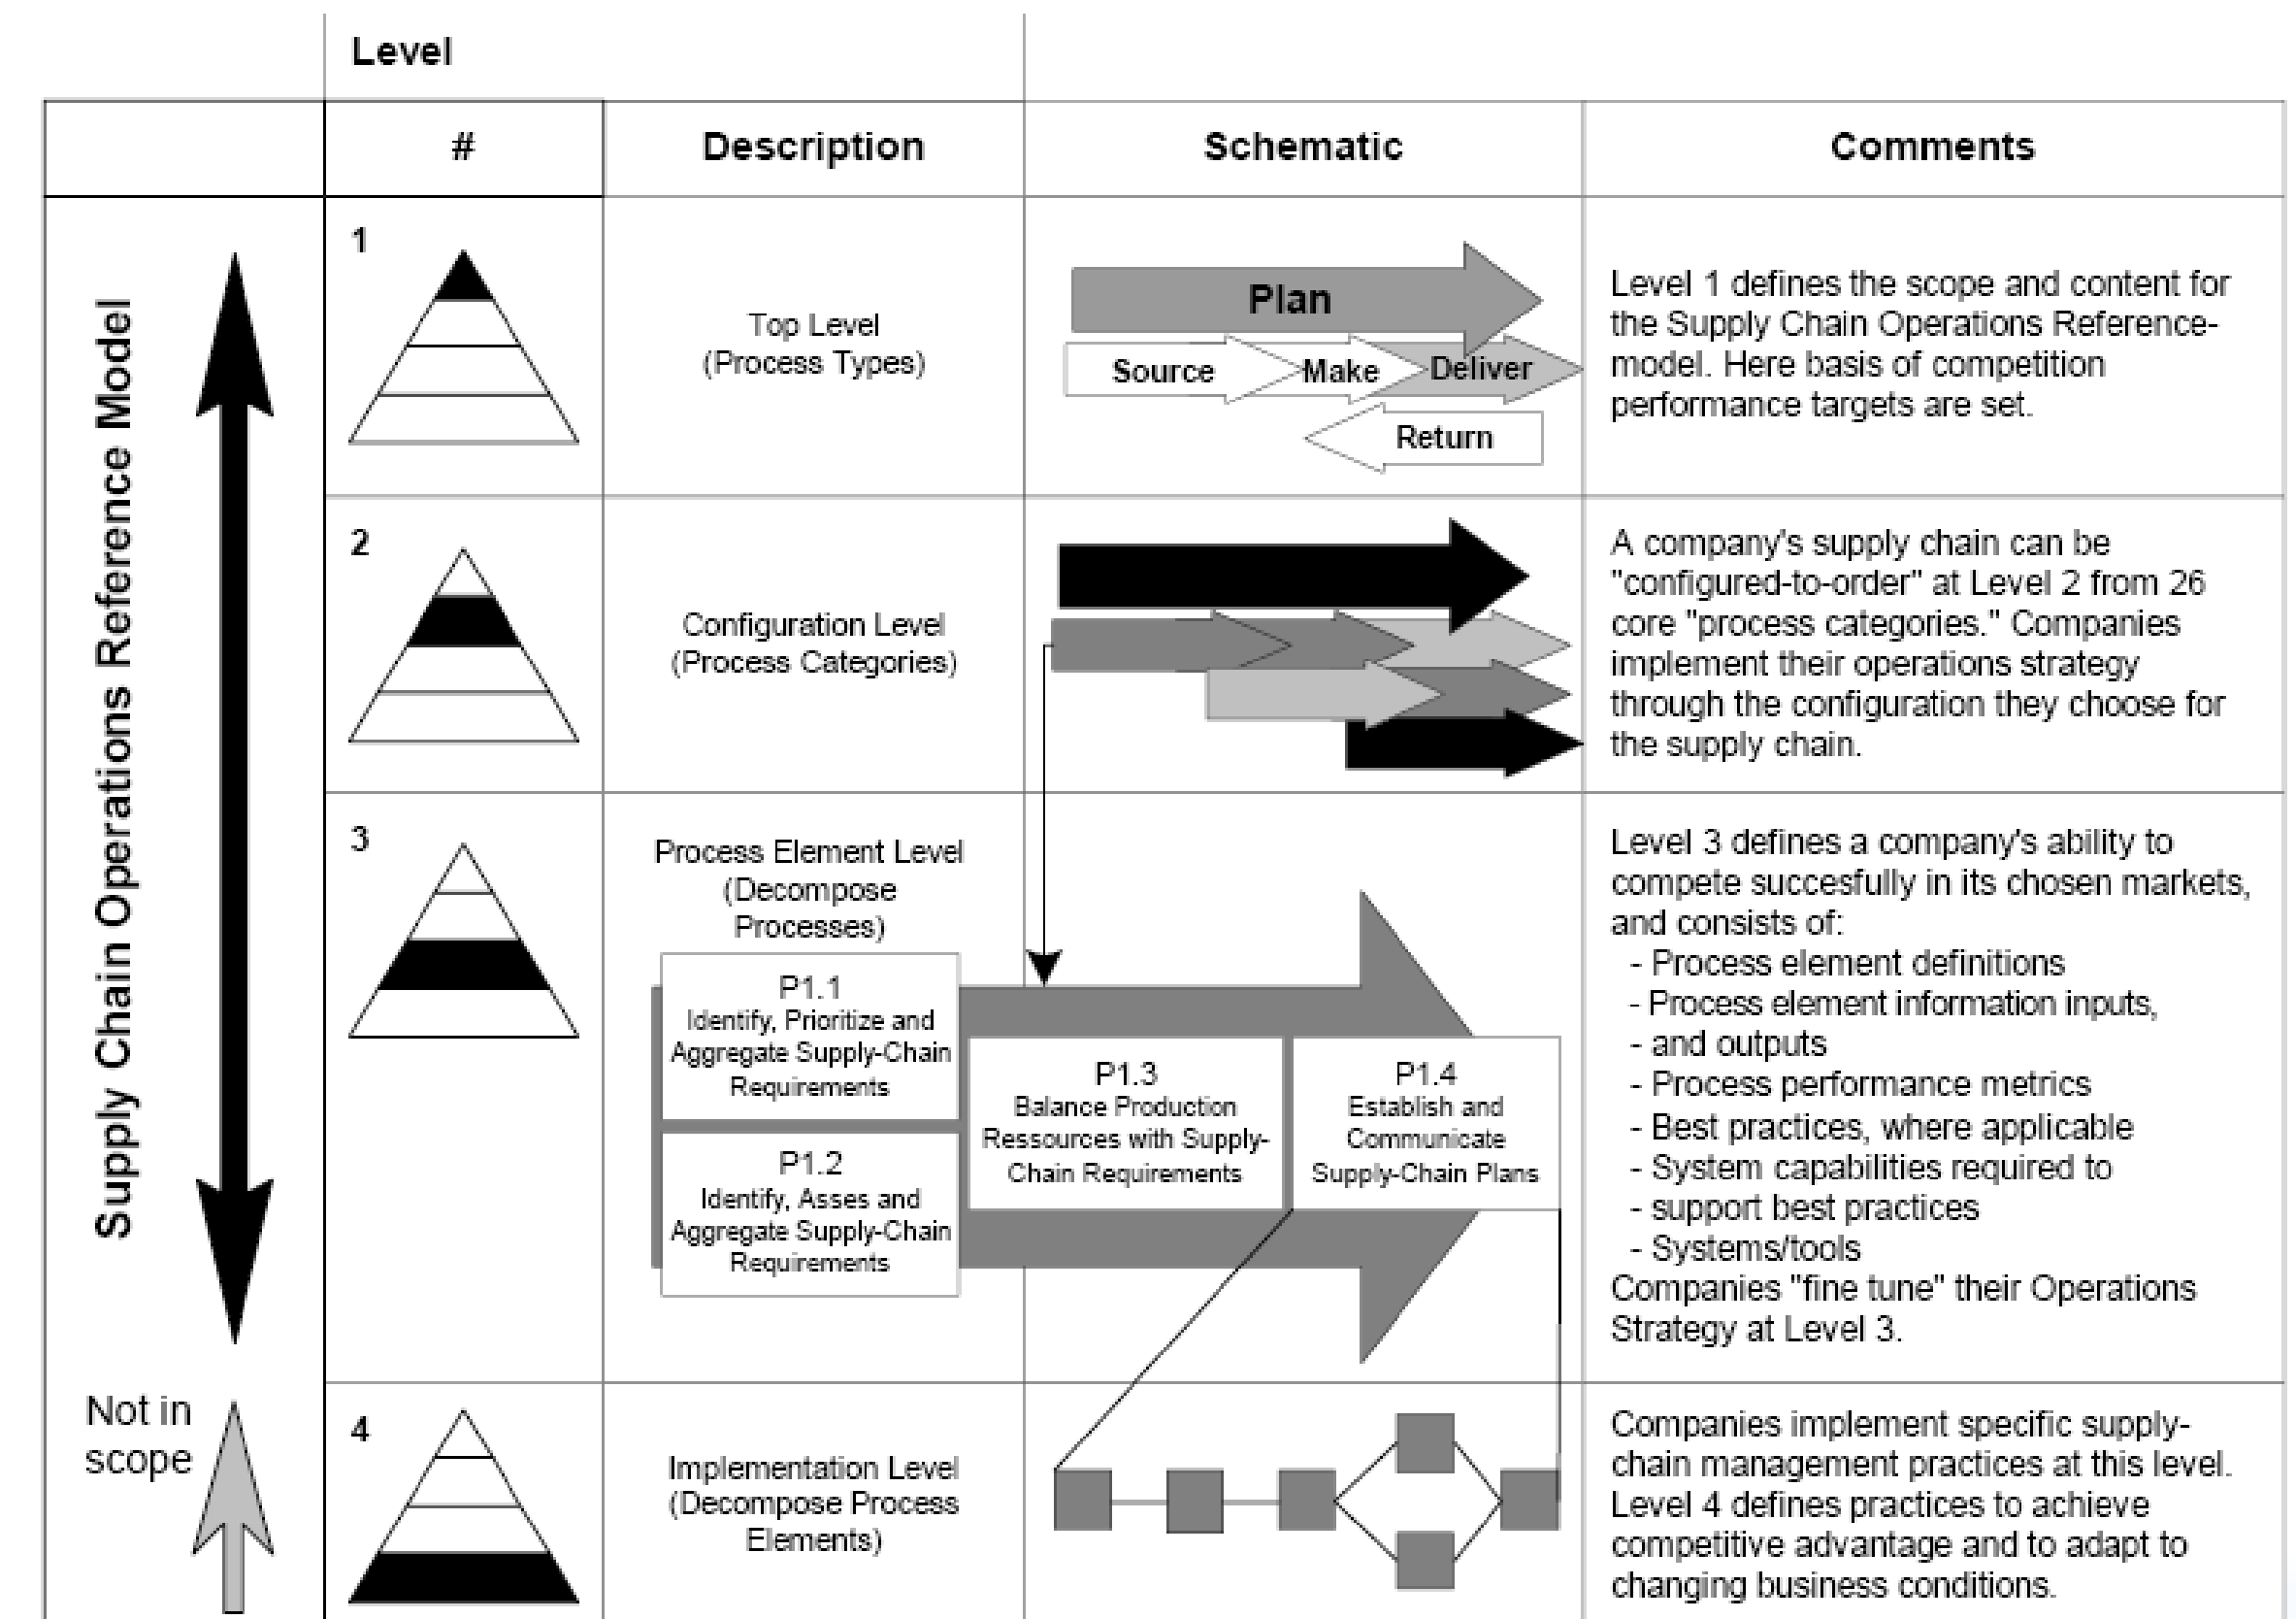 Level
#
Description
Schematic
Comments
Supply Chain Operations Reference Model
1
Top Level
(Process Types)
Plan
Source
Make
Deliver
Return
Level 1 defines the scope and content for
the Supply Chain Operations Reference-
model. Here basis of competition
performance targets are set.
2
Configuration Level
(Process Categories)
A company's supply chain can be
"configured-to-order" at Level 2 from 26
core "process categories." Companies
implement their operations strategy
through the configuration they choose for
the supply chain.
3
Process Element Level
(Decompose
Processes)
P1.1
Identify, Prioritize and
Aggregate Supply-Chain
Requirements
P1.2
Identify, Asses and
Aggregate Supply-Chain
Requirements
P1.3
Balance Production
Ressources with Supply-
Chain Requirements
P1.4
Establish and
Communicate
Supply-Chain Plans
Level 3 defines a company's ability to
compete succesfully in its chosen markets,
and consists of:
- Process element definitions
- Process element information inputs,
- and outputs
- Process performance metrics
- Best practices, where applicable
- System capabilities required to
- support best practices
- Systems/tools
Companies "fine tune" their Operations
Strategy at Level 3.
Not in
scope
4
Implementation Level
(Decompose Process
Elements)
Companies implement specific supply-
chain management practices at this level.
Level 4 defines practices to achieve
competitive advantage and to adapt to
changing business conditions.